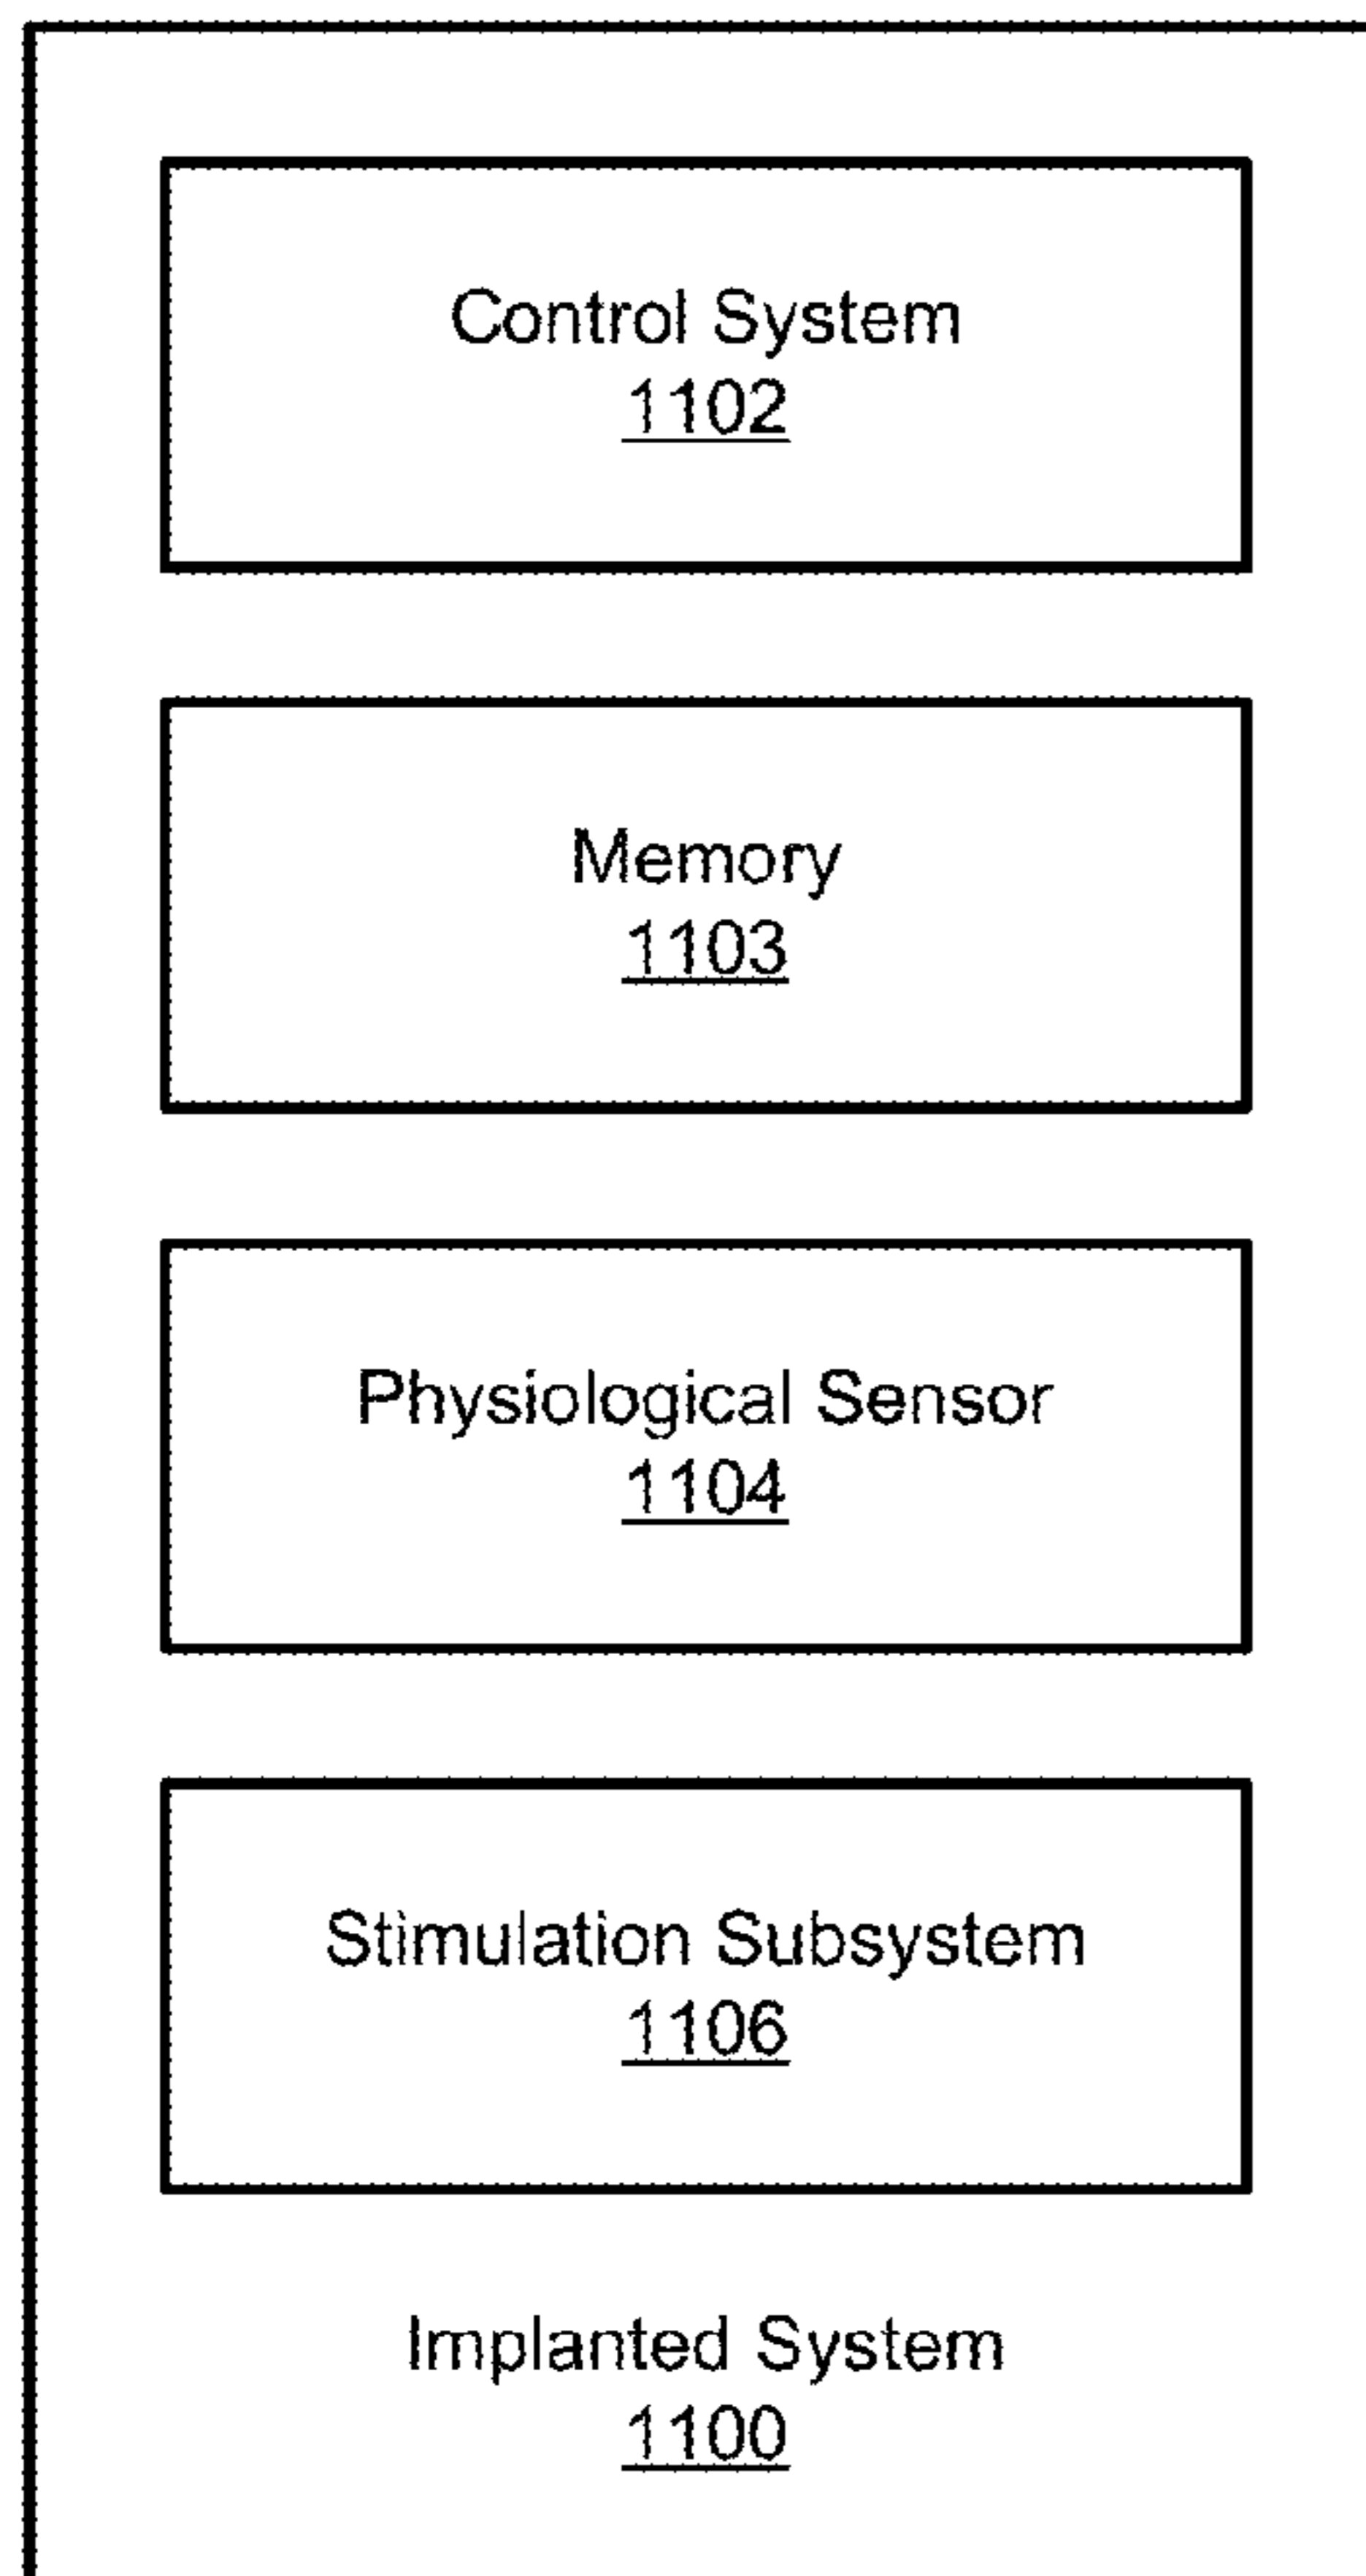 Control System
1102
Memory
1103
Physiological Sensor
1104
Stimulation Subsystem
1106
Implanted System
1100